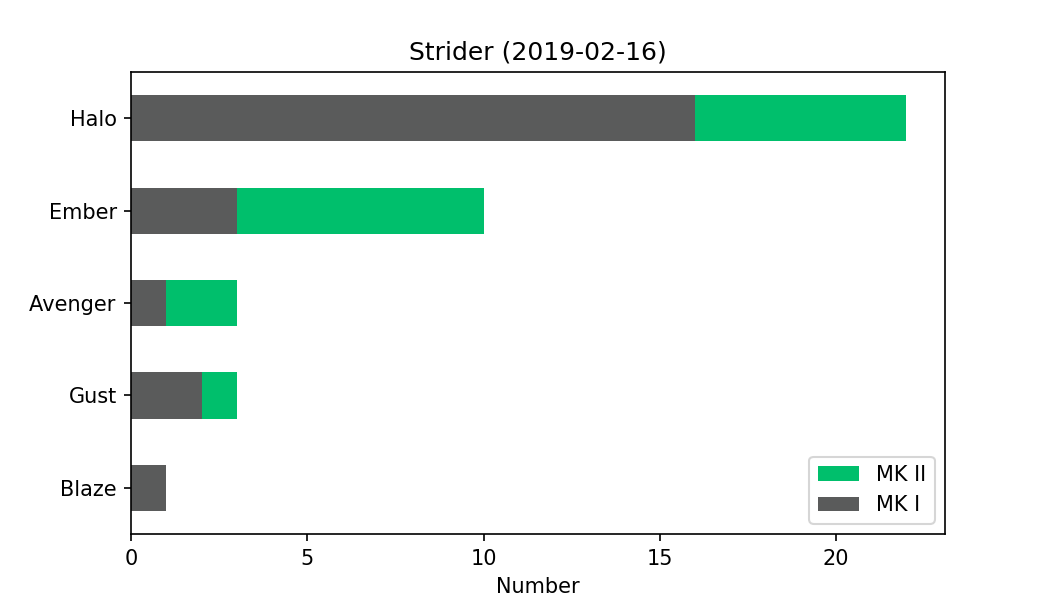 Strider (2019-02-16)
Halo
Ember
Avenger
Gust
Blaze
MK II
MK I
0 5 10 15 20
Number